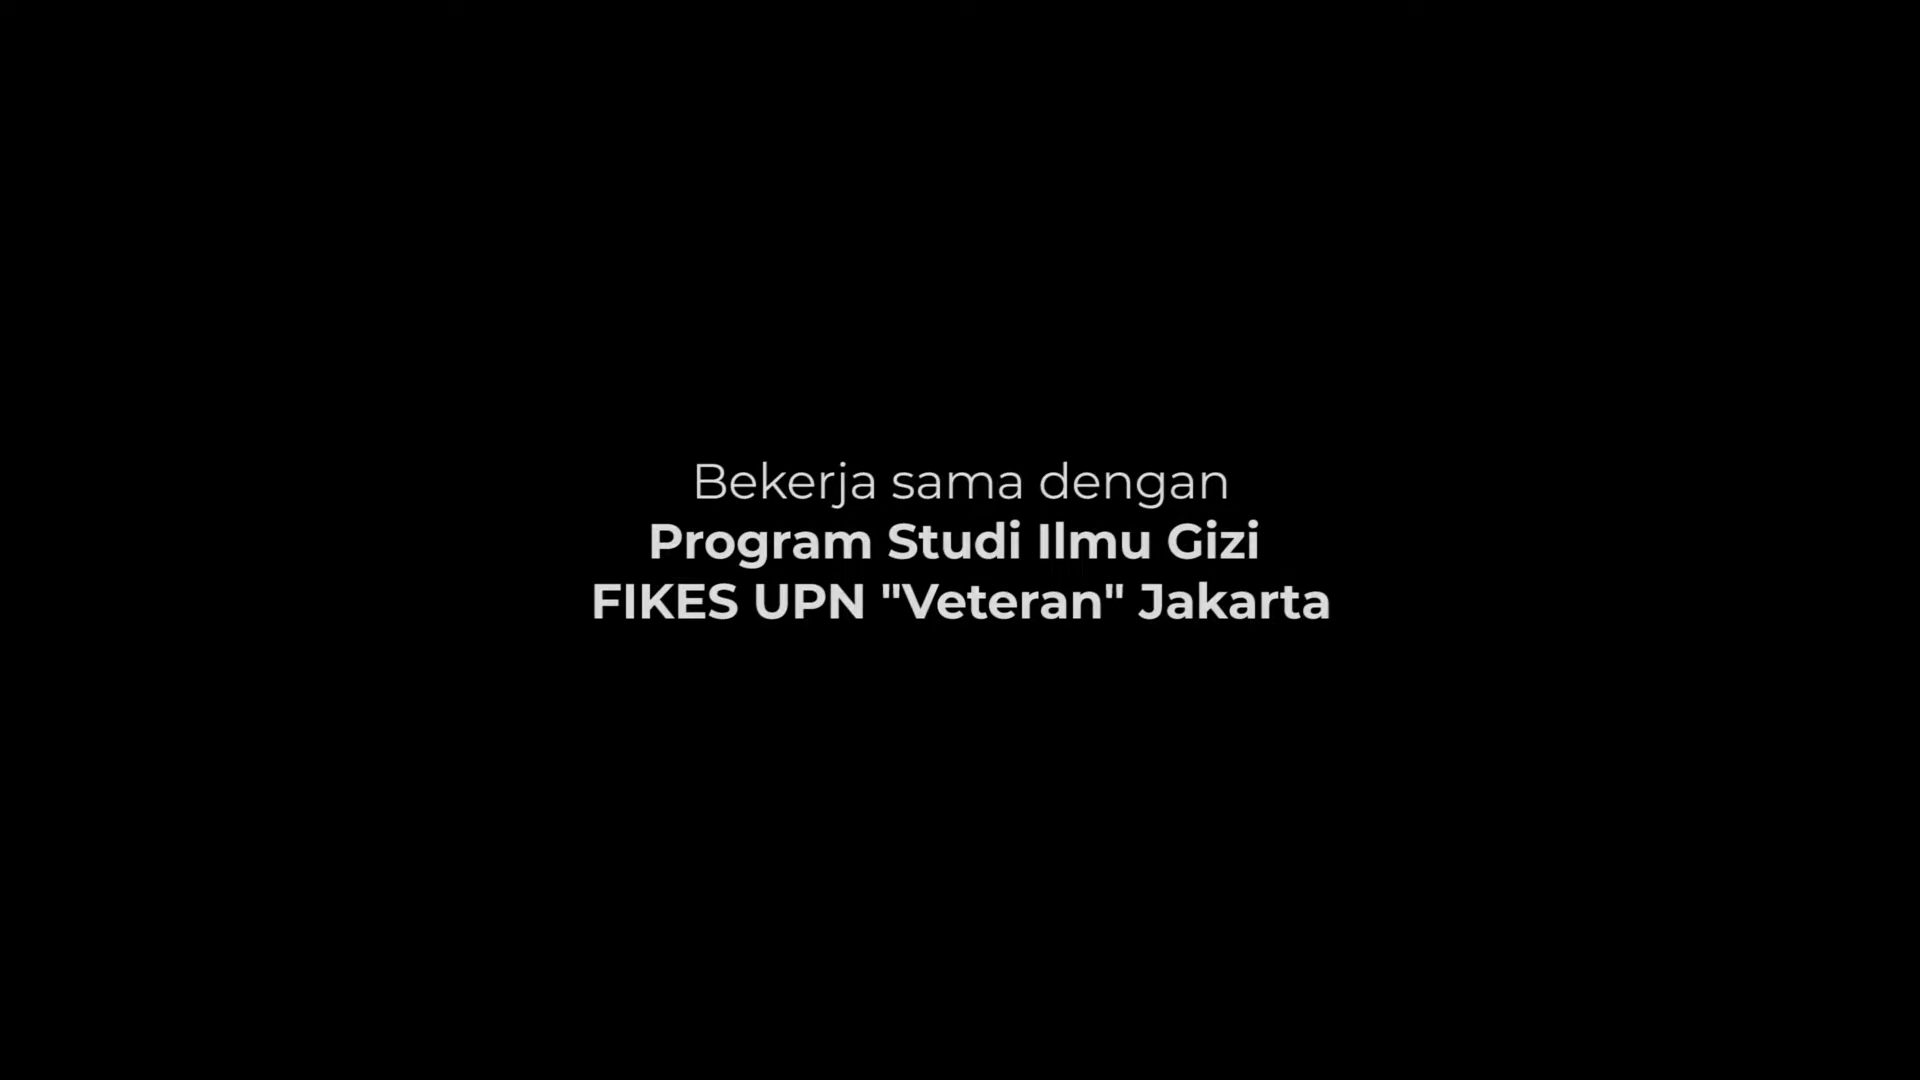 Bekerja sama dengan
Program Studi Ilmu Gizi
FIKES UPN "Veteran" Jakarta